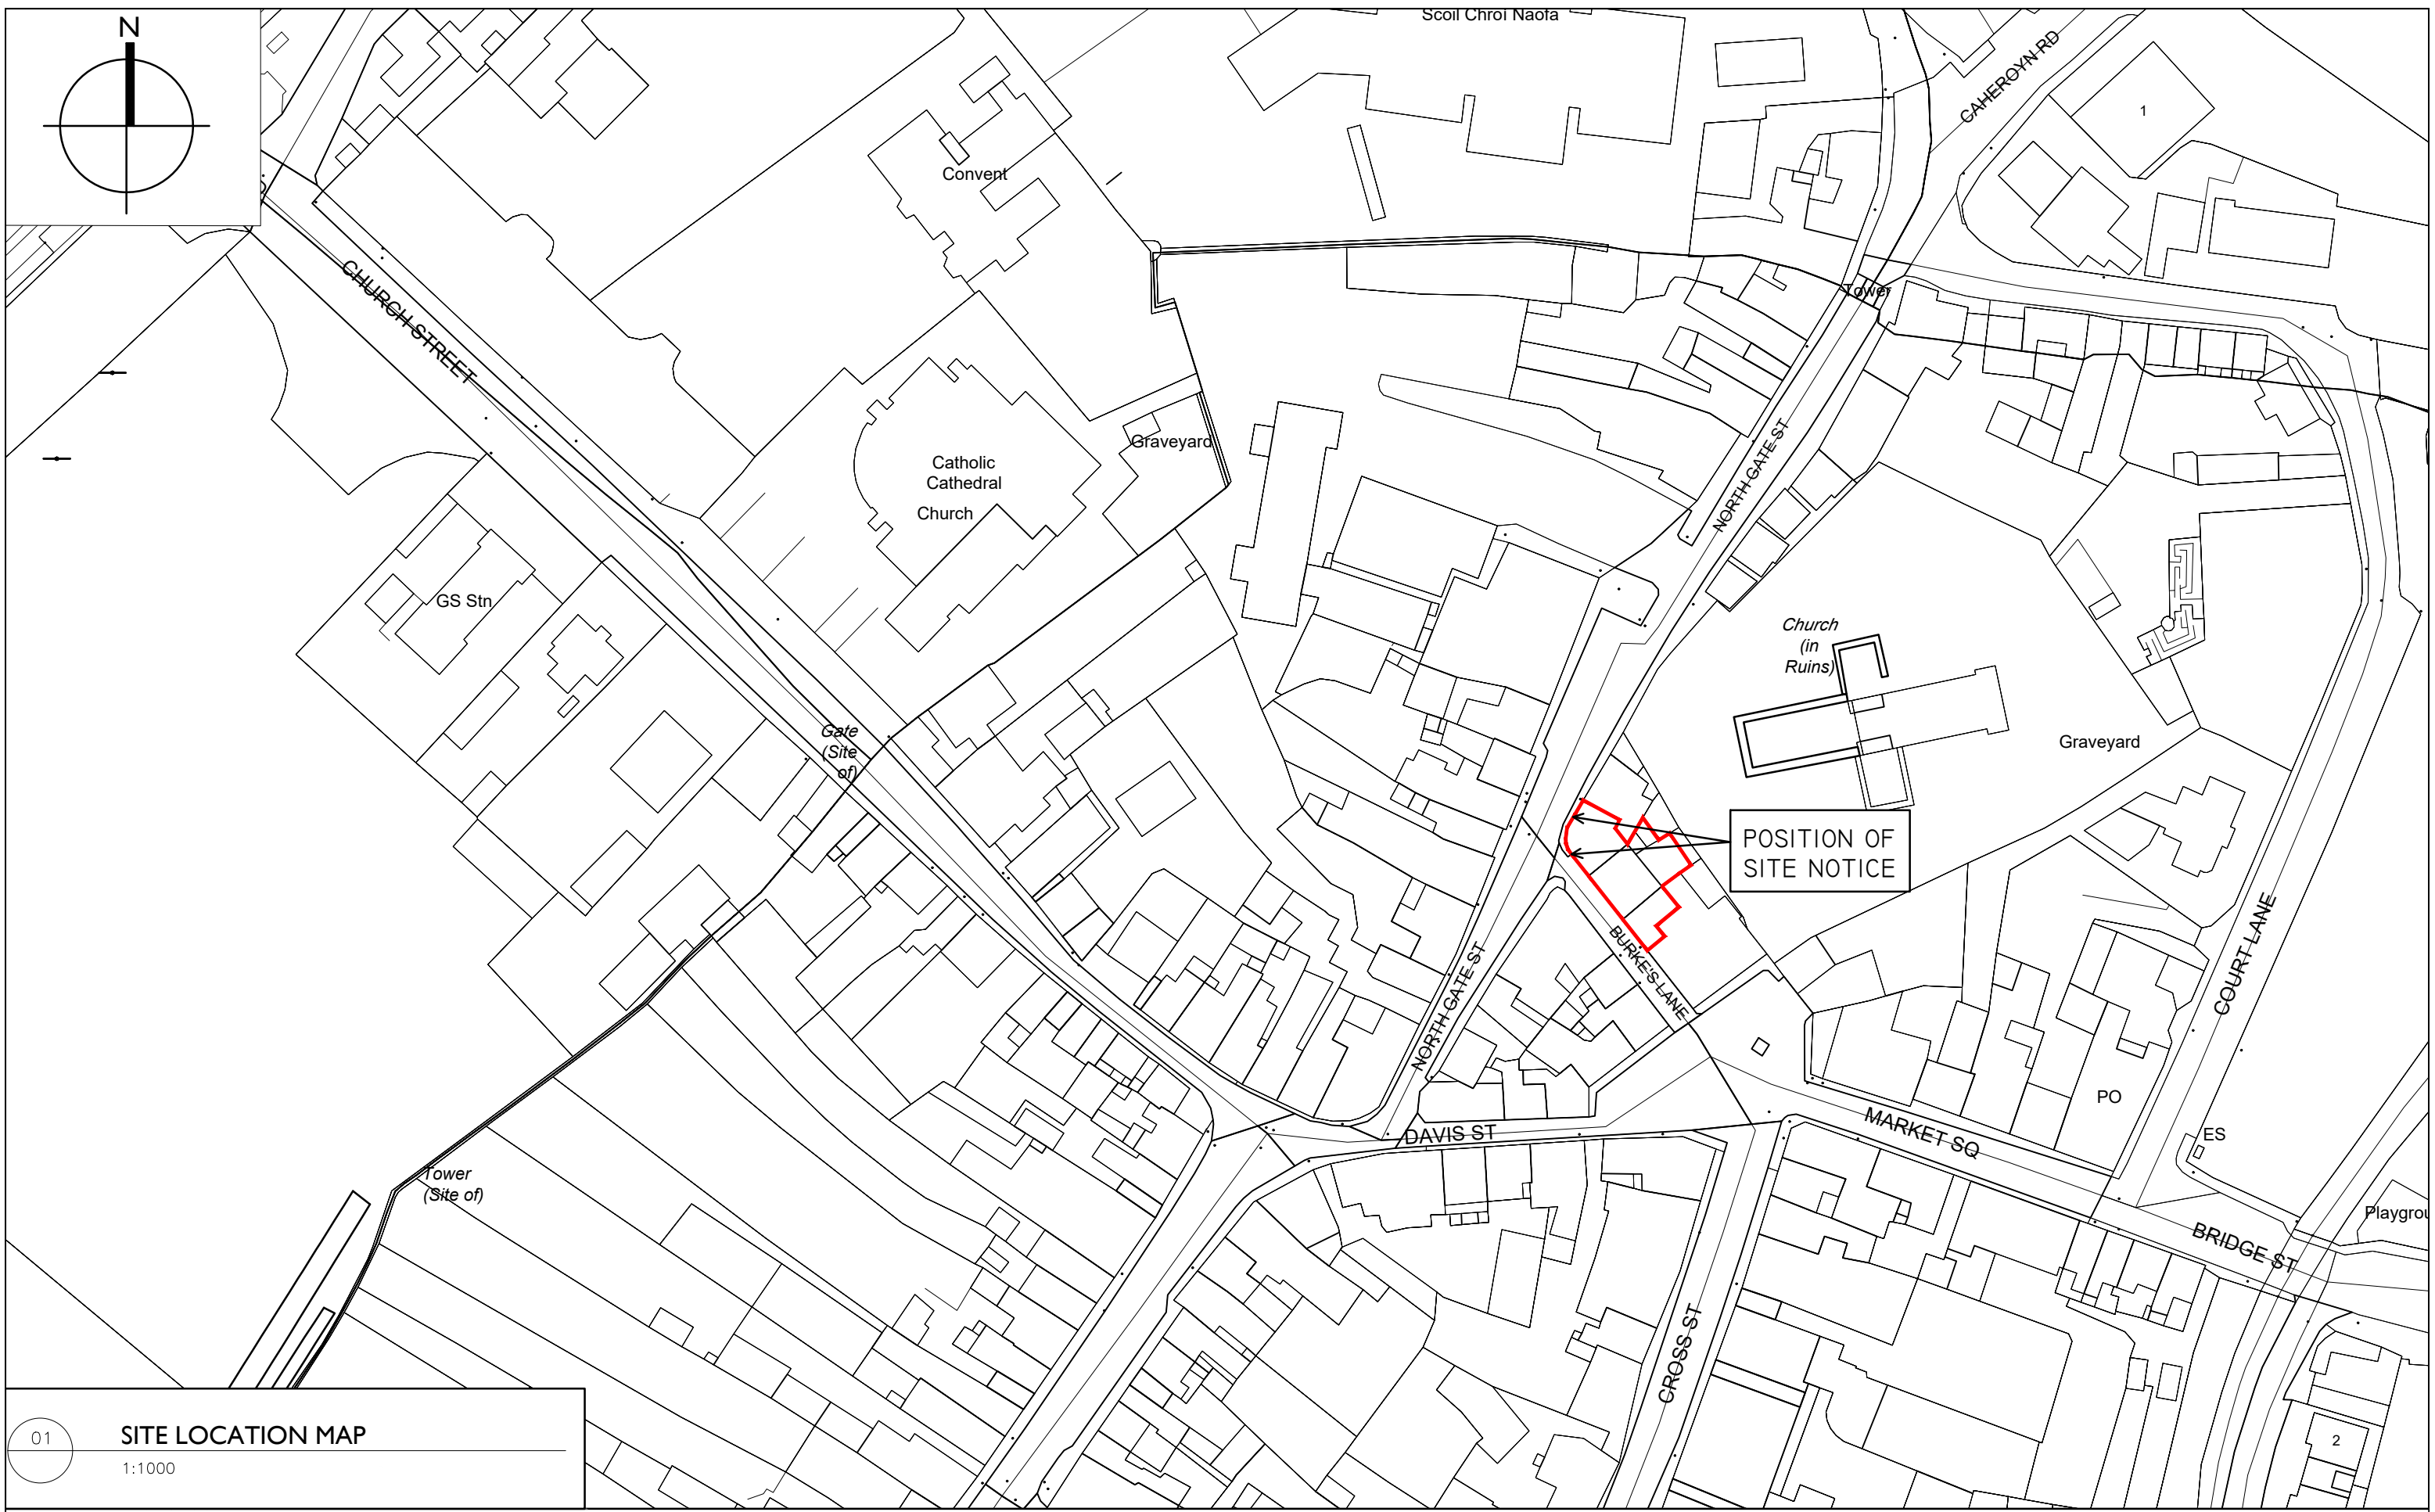 N
Scoil Chroí Naofa
CAHEROYN RD
1
Convent
CHURCH STREET
Tower
Graveyard
Catholic
Cathedral
Church
NORTH GATE ST
GS Stn
Church
(in
Ruins)
Gate
(Site
of)
Graveyard
POSITION OF
SITE NOTICE
BURKE'S LANE
COURT LANE
NORTH GATE ST
PO
DAVIS ST
MARKET SQ
ES
Tower
(Site of)
Playgrou
BRIDGE ST
CROSS ST
2
01
SITE LOCATION MAP
1:1000